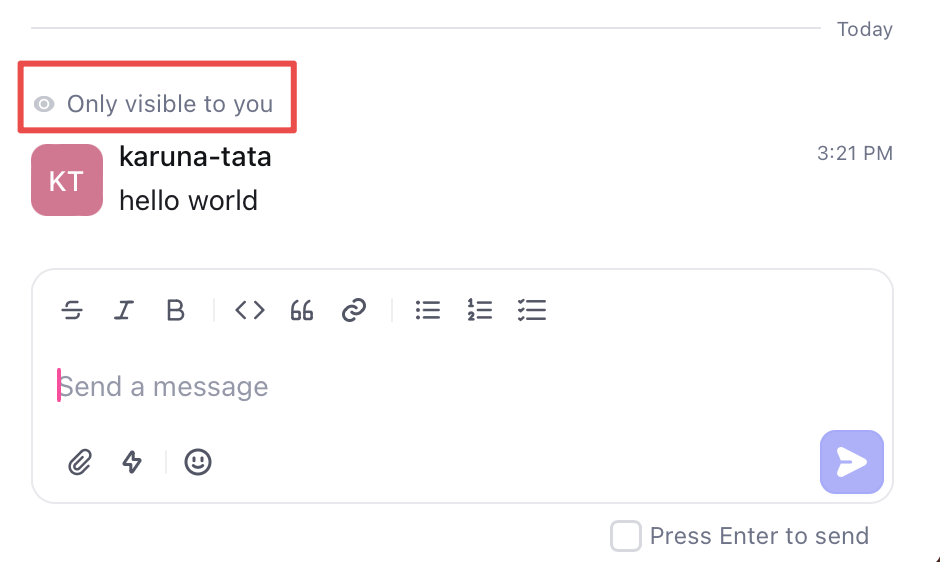 Today
Only visible to you
karuna-tata
3:21 PM
KT
hello world
Send a message
Press Enter to send